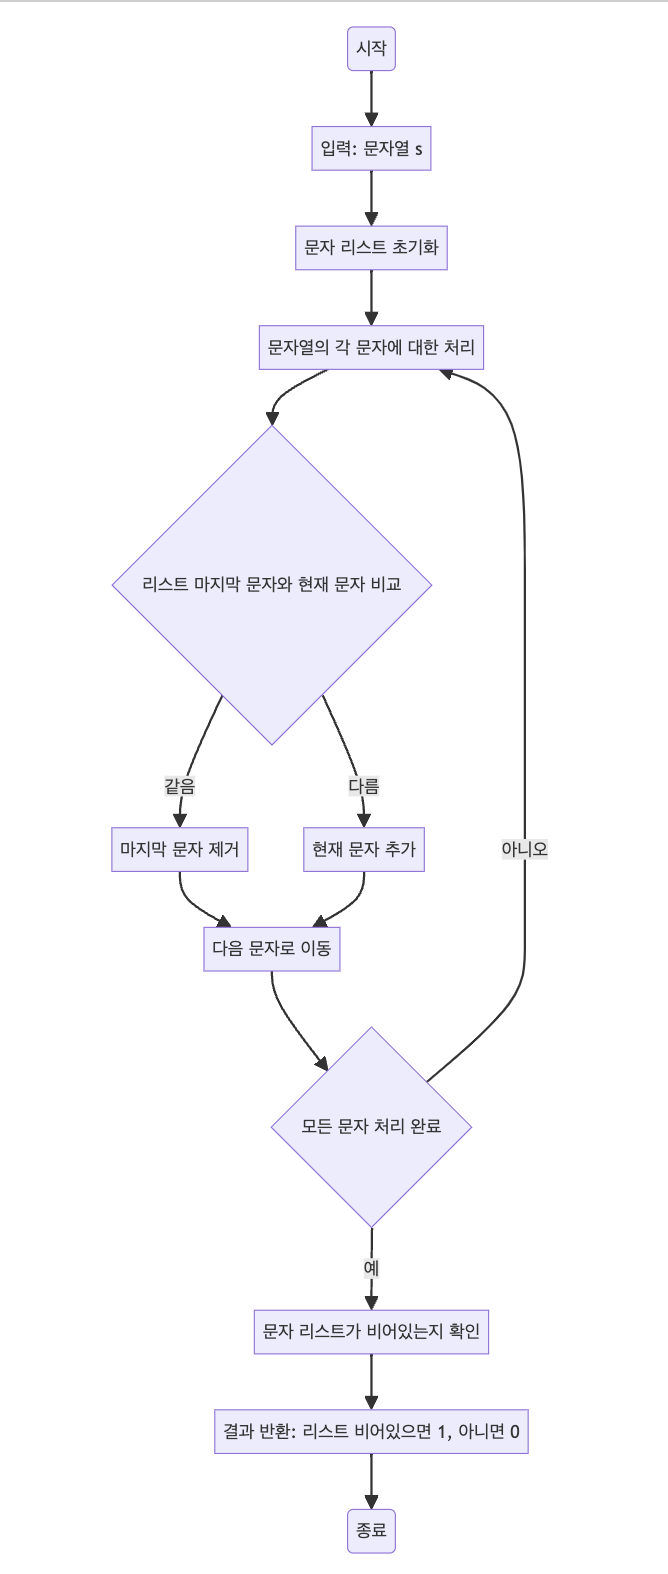 시작
입력: 문자열 s
문자 리스트 초기화
문자열의 각 문자에 대한 처리
리스트 마지막 문자와 현재 문자 비교
같음
다름
마지막 문자 제거
현재 문자 추가
아니오
다음 문자로 이동
모든 문자 처리 완료
예
문자 리스트가 비어있는지 확인
결과 반환: 리스트 비어있으면 1, 아니면 0
종료